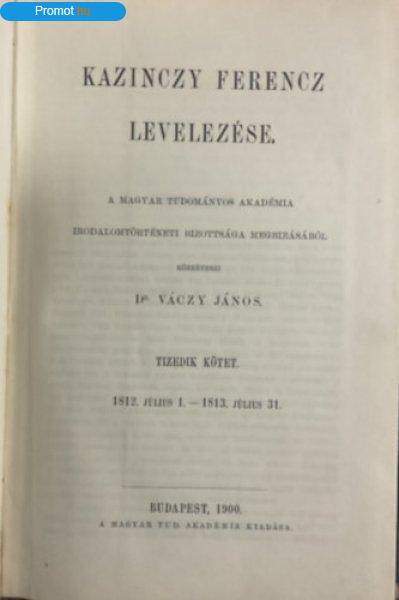 Promot.hu
KAZINCZY FERENCZ
LEVELEZÉSE.
A MAGYAR TUDOMÁNYOS AKADÉMIA
IRODALOMTÖRTÉNETI BIZOTTSÁGA MEGBIZÁSÁBÓL
KÖZZÉTESZI
DR. VÁCZY JÁNOS.
TIZEDIK KÖTET.
1812. JÚLIUS 1. — 1813. JÚLIUS 31.
BUDAPEST, 1900.
A MAGYAR TUD. AKADÉMIA KIADÁSA.